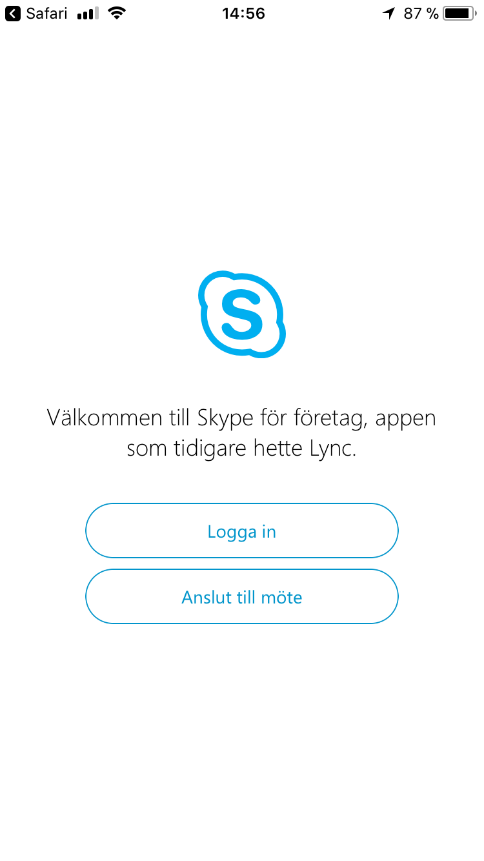 Safari 14:56 87 %
S
Välkommen till Skype för företag, appen
som tidigare hette Lync.
Logga in
Anslut till möte